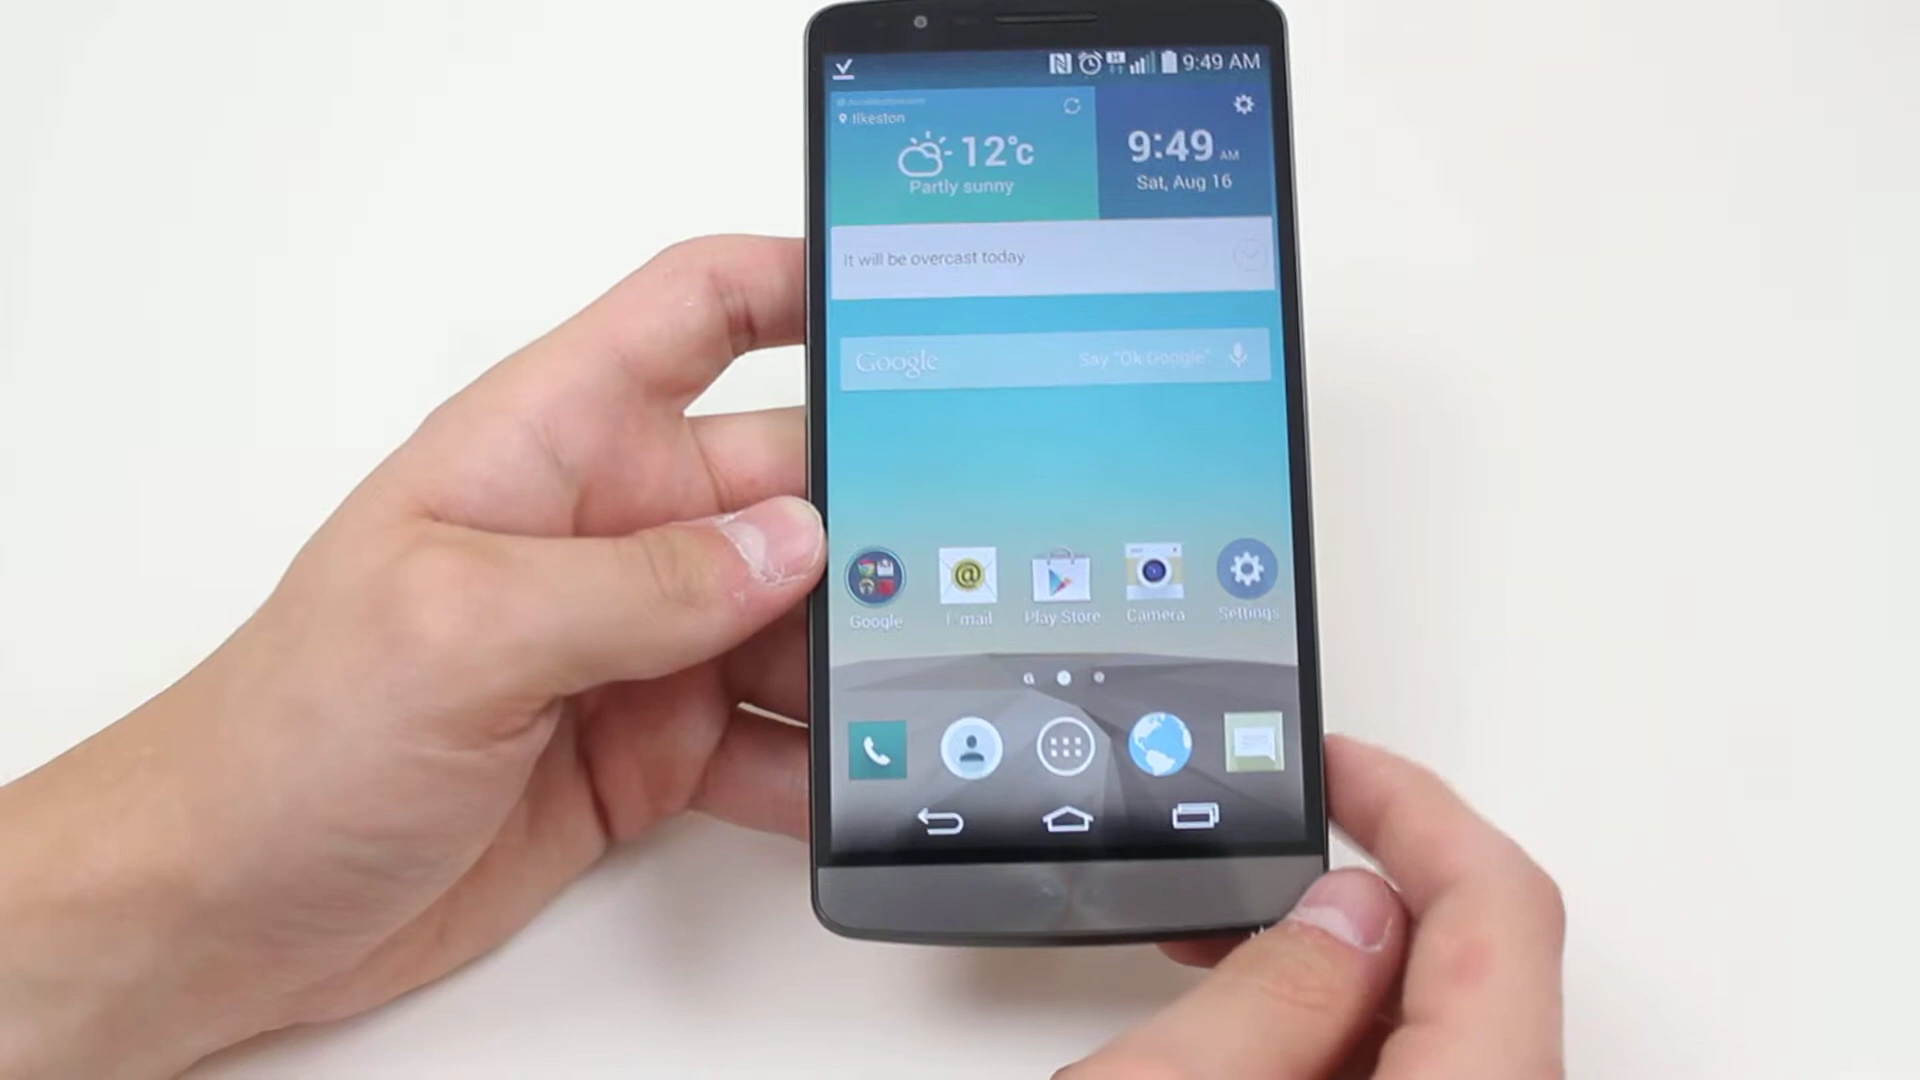 9:49 AM
Ilkeston
12°c
Partly sunny
9:49 AM
Sat, Aug 16
It will be overcast today
Google Say "Ok Google"
Google E-mail Play Store Camera Settings